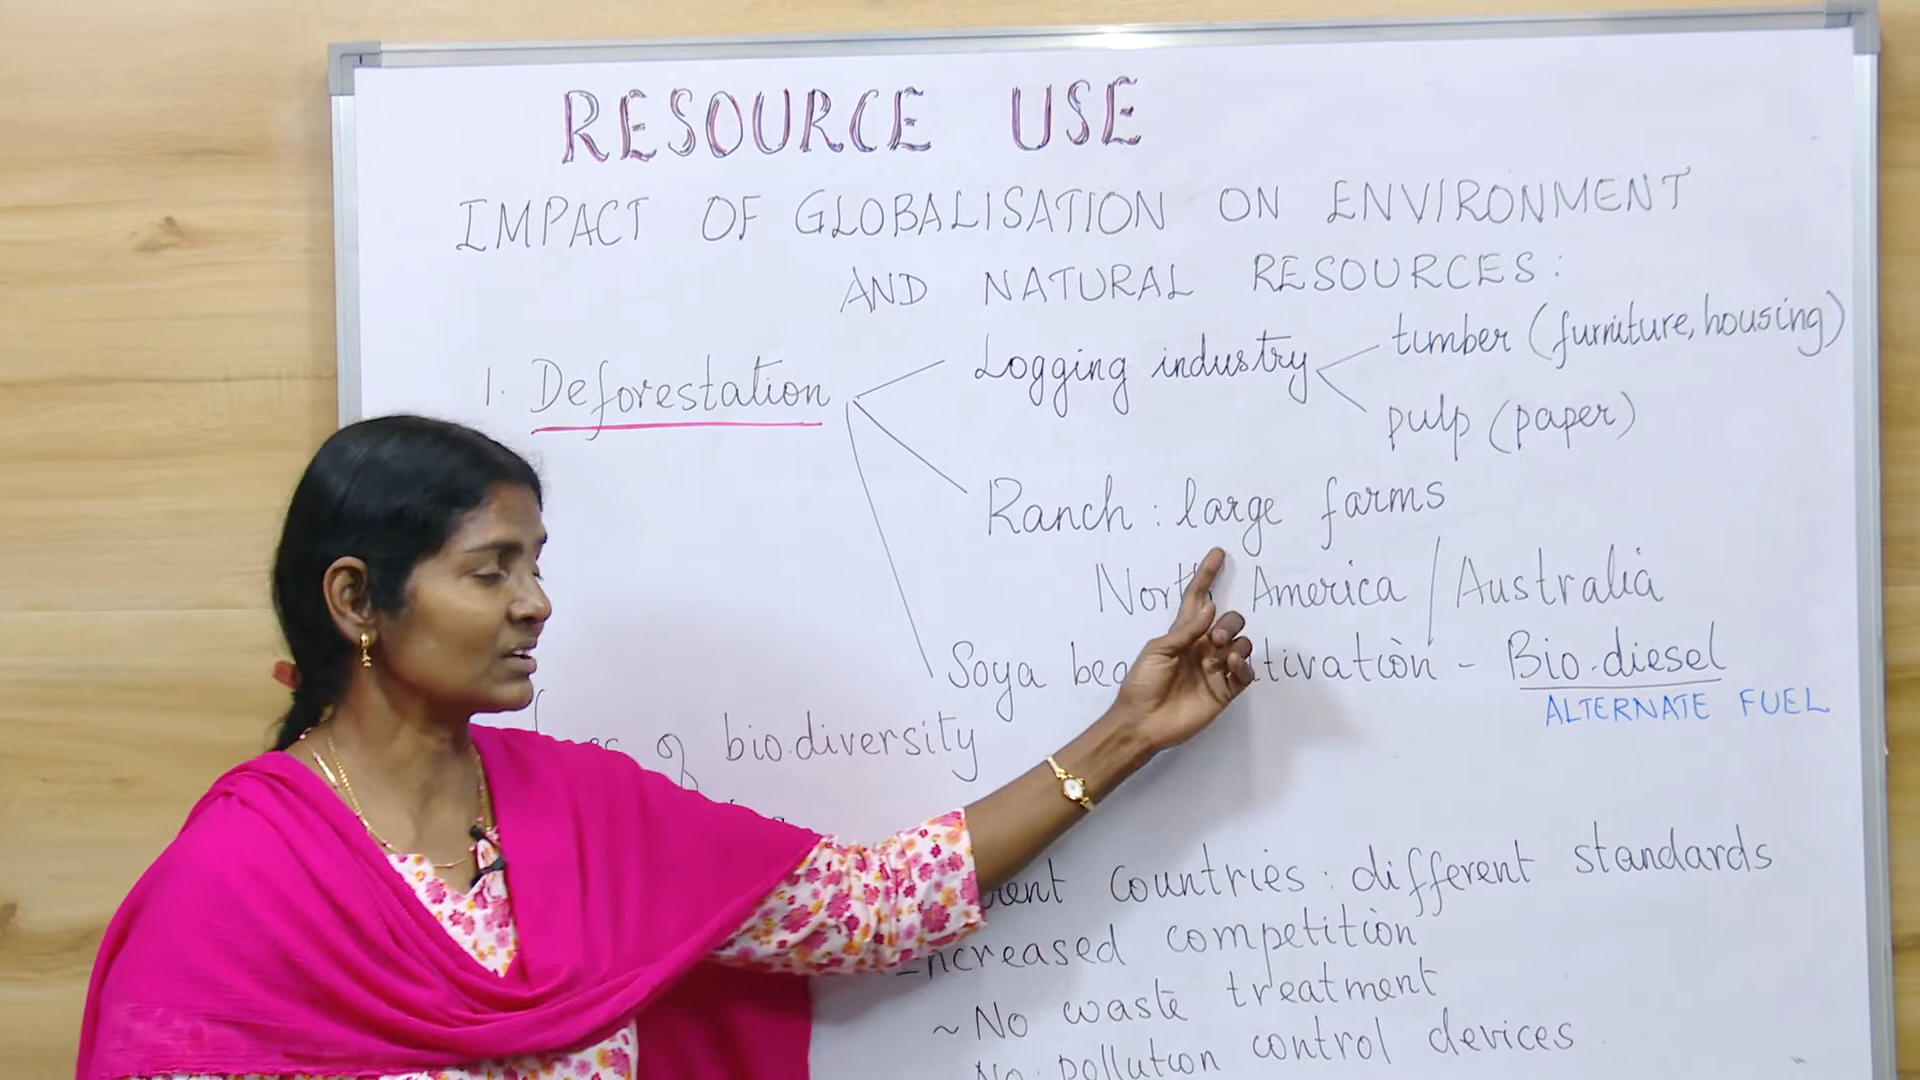 RESOURCE USE
IMPACT OF GLOBALISATION ON ENVIRONMENT
AND NATURAL RESOURCES:
1. Deforestation
Logging industry
timber (furniture, housing)
pulp (paper)
Ranch: large farms
America / Australia
Soya - Bio.diesel
ALTERNATE FUEL
of bio.diversity
countries: different standards
competition
~ No waste treatment
No pollution control devices